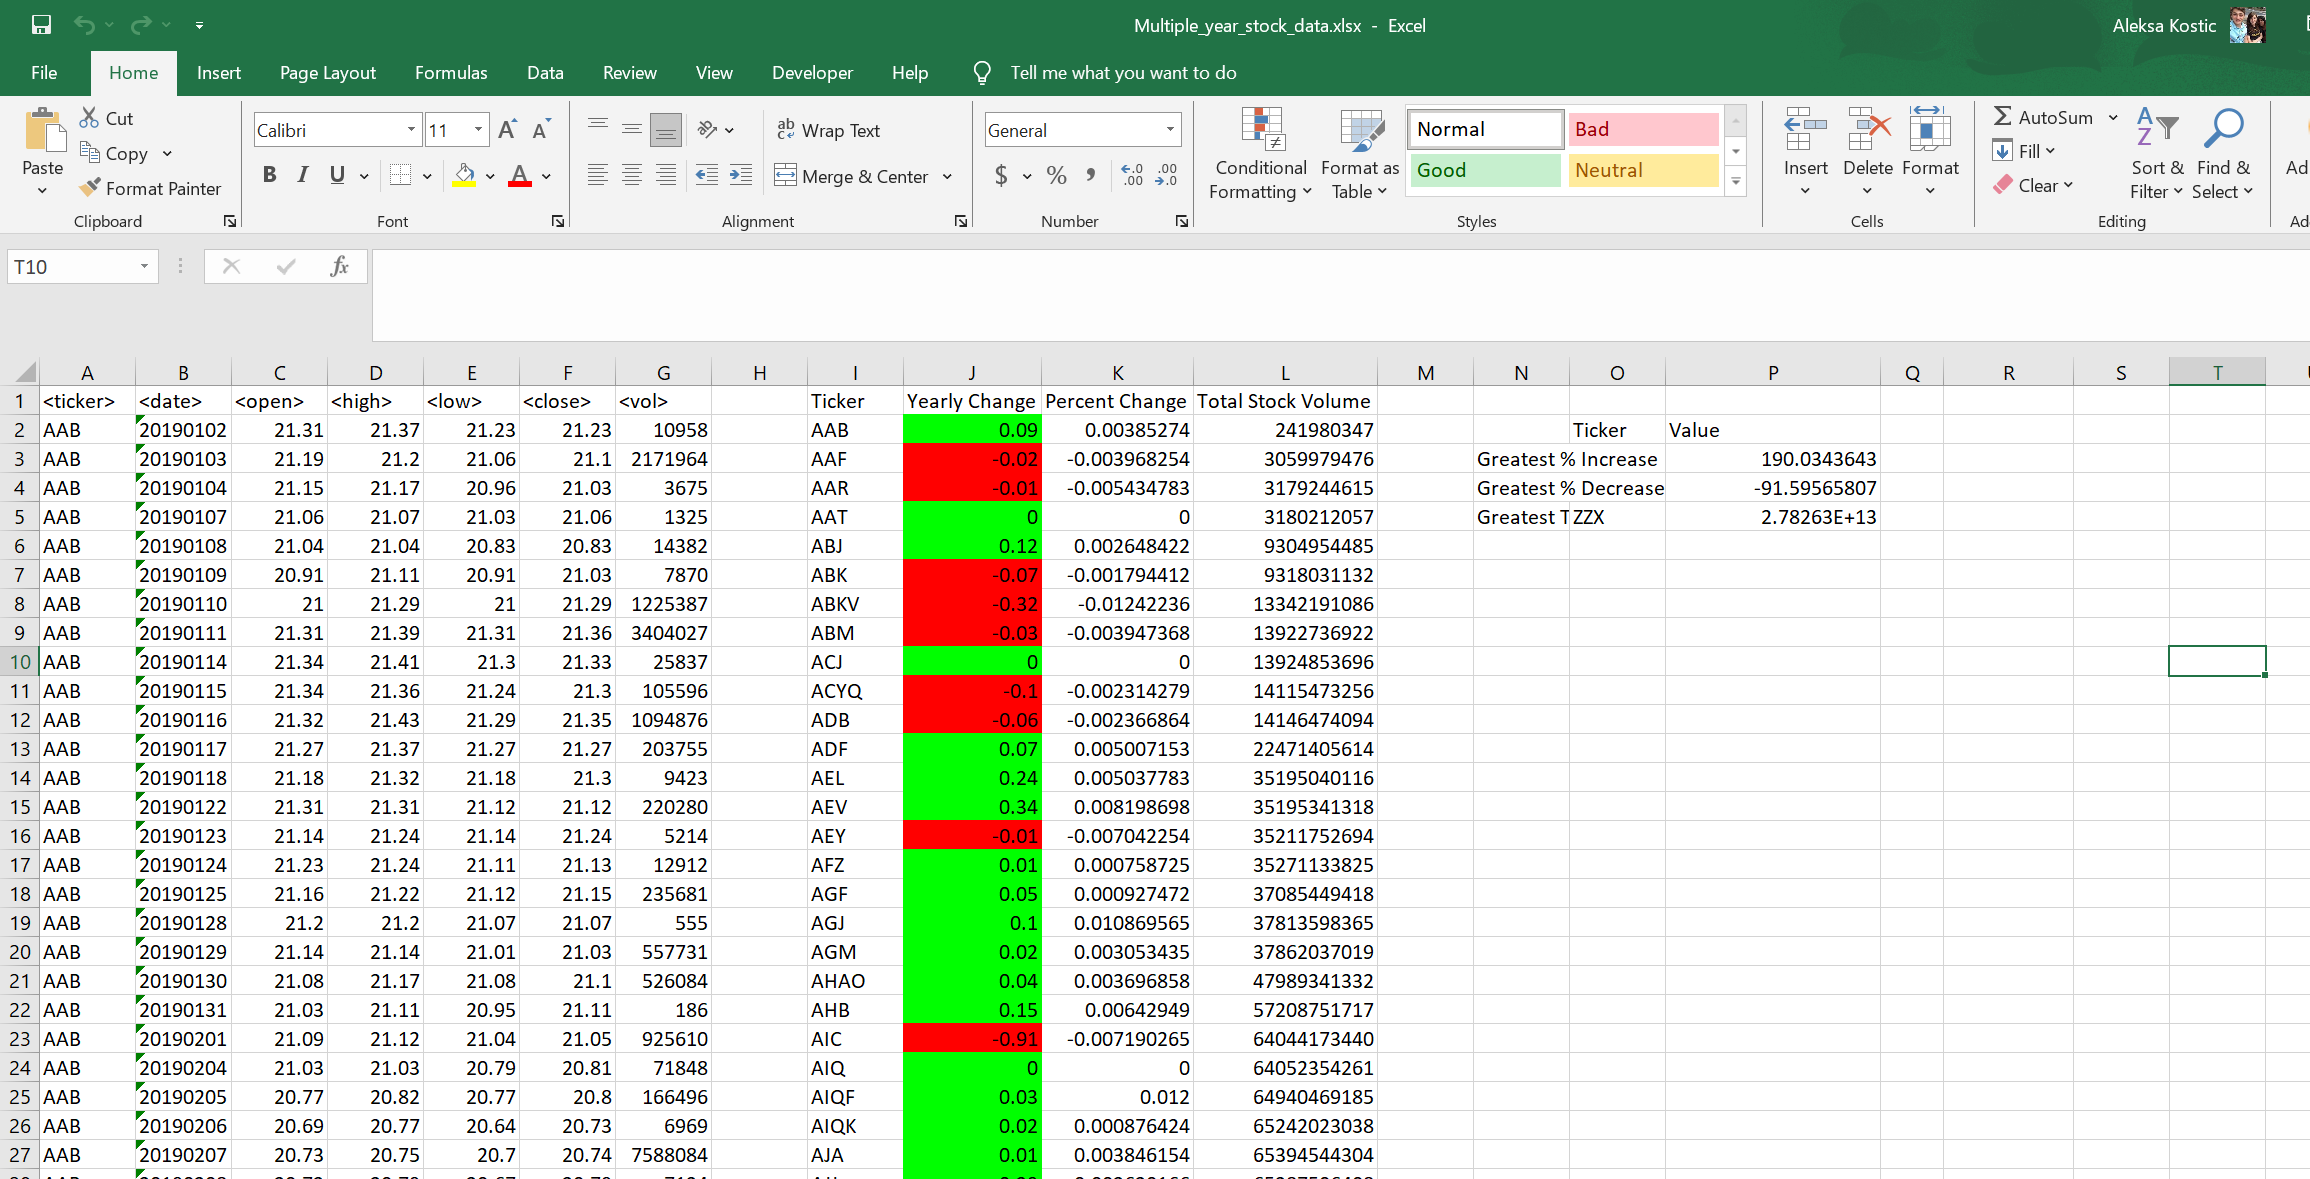 Multiple_year_stock_data.xlsx - Excel Aleksa Kostic
File Home Insert Page Layout Formulas Data Review View Developer Help Tell me what you want to do
Paste Cut Copy Format Painter Clipboard
Calibri 11 B I U A Font
ab Wrap Text Merge & Center Alignment
General $ % , .00 Number
Conditional Formatting Format as Table Normal Bad Good Neutral Styles
Insert Delete Format Cells
AutoSum Fill Clear Sort & Filter Find & Select Editing
T10 fx
A B C D E F G H I J K L M N O P Q R S T
1 <ticker> <date> <open> <high> <low> <close> <vol> Ticker Yearly Change Percent Change Total Stock Volume
2 AAB 20190102 21.31 21.37 21.23 21.23 10958 AAB 0.09 0.00385274 241980347 Ticker Value
3 AAB 20190103 21.19 21.2 21.06 21.1 2171964 AAF -0.02 -0.003968254 3059979476 Greatest % Increase 190.0343643
4 AAB 20190104 21.15 21.17 20.96 21.03 3675 AAR -0.01 -0.005434783 3179244615 Greatest % Decrease -91.59565807
5 AAB 20190107 21.06 21.07 21.03 21.06 1325 AAT 0 0 3180212057 Greatest T ZZX 2.78263E+13
6 AAB 20190108 21.04 21.04 20.83 20.83 14382 ABJ 0.12 0.002648422 9304954485
7 AAB 20190109 20.91 21.11 20.91 21.03 7870 ABK -0.07 -0.001794412 9318031132
8 AAB 20190110 21 21.29 21 21.29 1225387 ABKV -0.32 -0.01242236 13342191086
9 AAB 20190111 21.31 21.39 21.31 21.36 3404027 ABM -0.03 -0.003947368 13922736922
10 AAB 20190114 21.34 21.41 21.3 21.33 25837 ACJ 0 0 13924853696
11 AAB 20190115 21.34 21.36 21.24 21.3 105596 ACYQ -0.1 -0.002314279 14115473256
12 AAB 20190116 21.32 21.43 21.29 21.35 1094876 ADB -0.06 -0.002366864 14146474094
13 AAB 20190117 21.27 21.37 21.27 21.27 203755 ADF 0.07 0.005007153 22471405614
14 AAB 20190118 21.18 21.32 21.18 21.3 9423 AEL 0.24 0.005037783 35195040116
15 AAB 20190122 21.31 21.31 21.12 21.12 220280 AEV 0.34 0.008198698 35195341318
16 AAB 20190123 21.14 21.24 21.14 21.24 5214 AEY -0.01 -0.007042254 35211752694
17 AAB 20190124 21.23 21.24 21.11 21.13 12912 AFZ 0.01 0.000758725 35271133825
18 AAB 20190125 21.16 21.22 21.12 21.15 235681 AGF 0.05 0.000927472 37085449418
19 AAB 20190128 21.2 21.2 21.07 21.07 555 AGJ 0.1 0.010869565 37813598365
20 AAB 20190129 21.14 21.14 21.01 21.03 557731 AGM 0.02 0.003053435 37862037019
21 AAB 20190130 21.08 21.17 21.08 21.1 526084 AHAO 0.04 0.003696858 47989341332
22 AAB 20190131 21.03 21.11 20.95 21.11 186 AHB 0.15 0.00642949 57208751717
23 AAB 20190201 21.09 21.12 21.04 21.05 925610 AIC -0.91 -0.007190265 64044173440
24 AAB 20190204 21.03 21.03 20.79 20.81 71848 AIQ 0 0 64052354261
25 AAB 20190205 20.77 20.82 20.77 20.8 166496 AIQF 0.03 0.012 64940469185
26 AAB 20190206 20.69 20.77 20.64 20.73 6969 AIQK 0.02 0.000876424 65242023038
27 AAB 20190207 20.73 20.75 20.7 20.74 7588084 AJA 0.01 0.003846154 65394544304